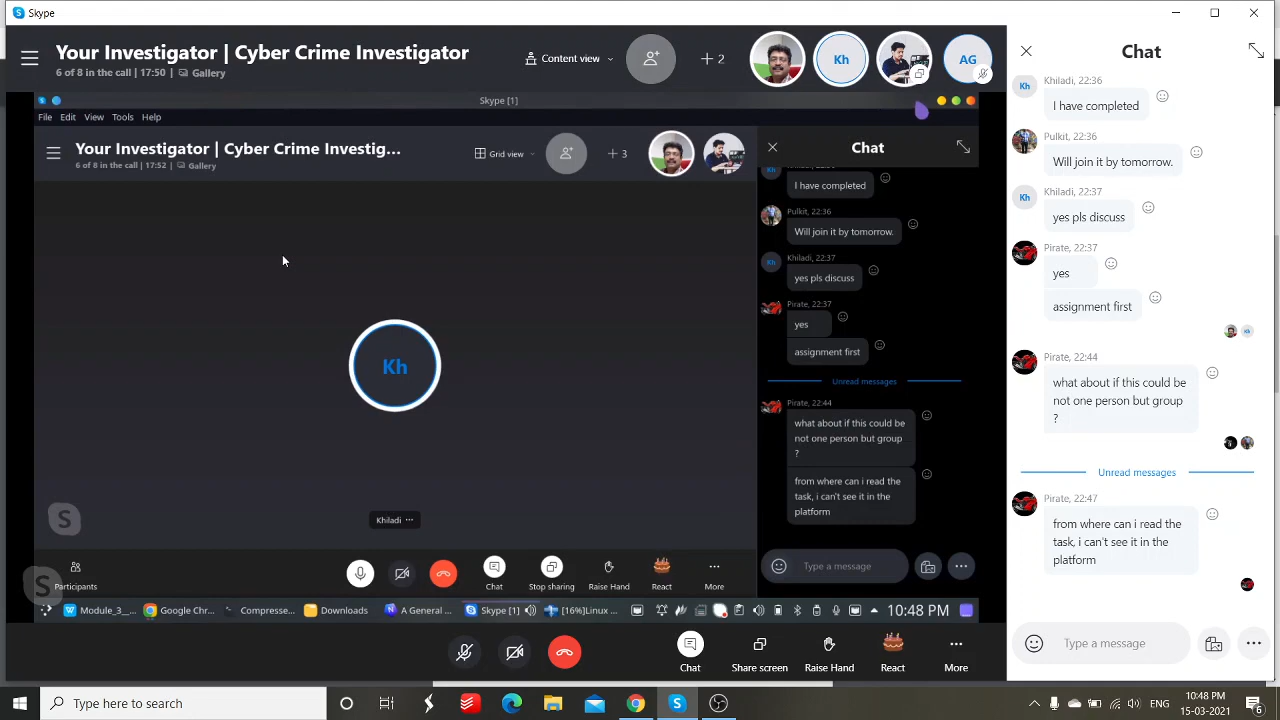 Skype
Your Investigator | Cyber Crime Investigator
6 of 8 in the call | 17:50 | Gallery
Content view
+ 2
Kh
AG
Skype [1]
File Edit View Tools Help
Your Investigator | Cyber Crime Investig...
6 of 8 in the call | 17:52 | Gallery
Grid view
+ 3
Kh
Khiladi ...
S
S
Participants
Chat
Stop sharing
Raise Hand
React
More
Chat
Kh
I have completed
Pulkit, 22:36
Will join it by tomorrow.
Khiladi, 22:37
Kh
yes pls discuss
Pirate, 22:37
yes
assignment first
Unread messages
Pirate, 22:44
what about if this could be
not one person but group
?
from where can i read the
task, i can't see it in the
platform
Type a message
Module_3_...
Google Chr...
Compresse...
Downloads
A General ...
Skype [1]
[16%]Linux ...
10:48 PM
Chat
Share screen
Raise Hand
React
More
Chat
Khiladi, 22:36
Kh
I have completed
Pulkit, 22:36
Will join it by tomorrow.
Khiladi, 22:37
Kh
yes pls discuss
Pirate, 22:37
yes
assignment first
Kh
Pirate, 22:44
what about if this could be
not one person but group
?
Unread messages
Pirate, 22:47
from where can i read the
task, i can't see it in the
platform
Type a message
Type here to search
ENG
10:48 PM
15-03-2021
6